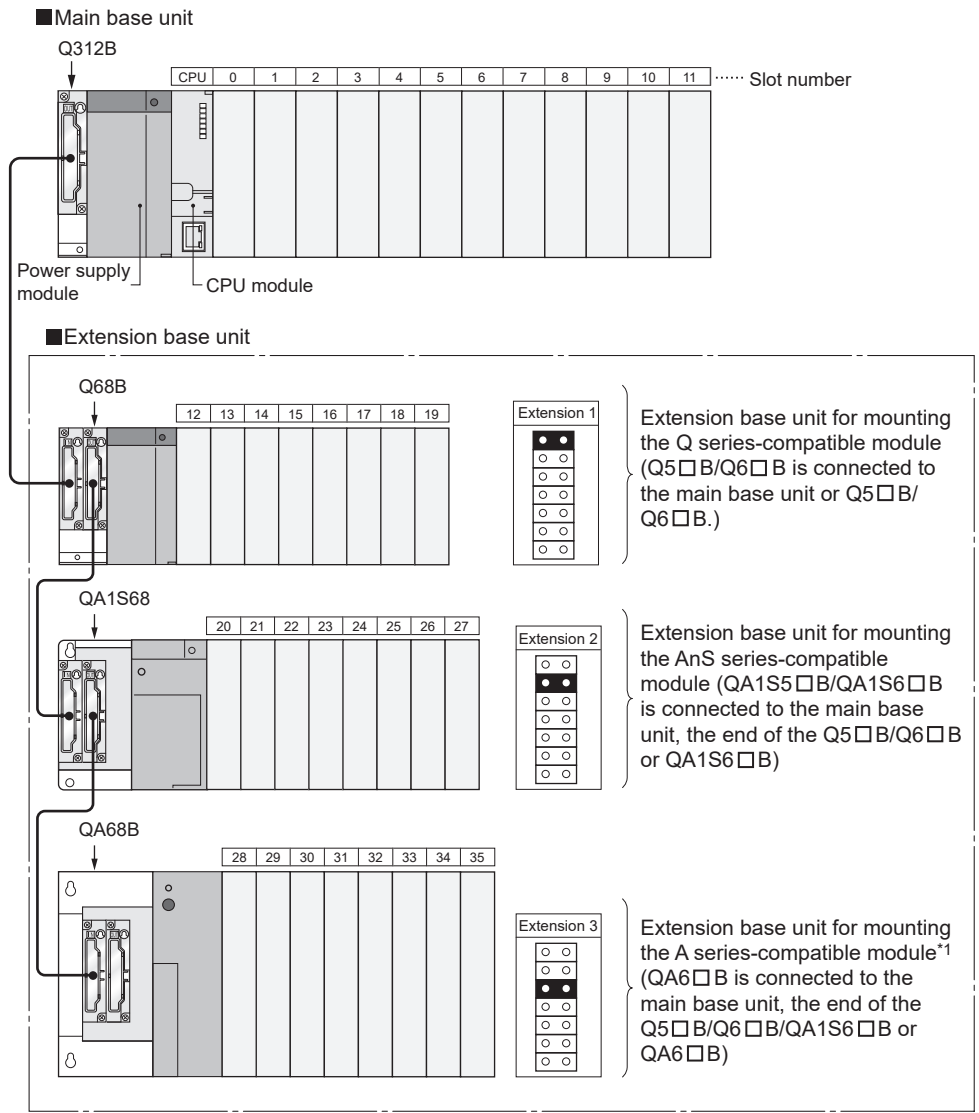 ■Main base unit
Q312B
CPU 0 1 2 3 4 5 6 7 8 9 10 11 ······ Slot number
Power supply
module
CPU module
■Extension base unit
Q68B
12 13 14 15 16 17 18 19
Extension 1
Extension base unit for mounting
the Q series-compatible module
(Q5□B/Q6□B is connected to
the main base unit or Q5□B/
Q6□B.)
QA1S68
20 21 22 23 24 25 26 27
Extension 2
Extension base unit for mounting
the AnS series-compatible
module (QA1S5□B/QA1S6□B
is connected to the main base
unit, the end of the Q5□B/Q6□B
or QA1S6□B)
QA68B
28 29 30 31 32 33 34 35
Extension 3
Extension base unit for mounting
the A series-compatible module*1
(QA6□B is connected to the
main base unit, the end of the
Q5□B/Q6□B/QA1S6□B or
QA6□B)